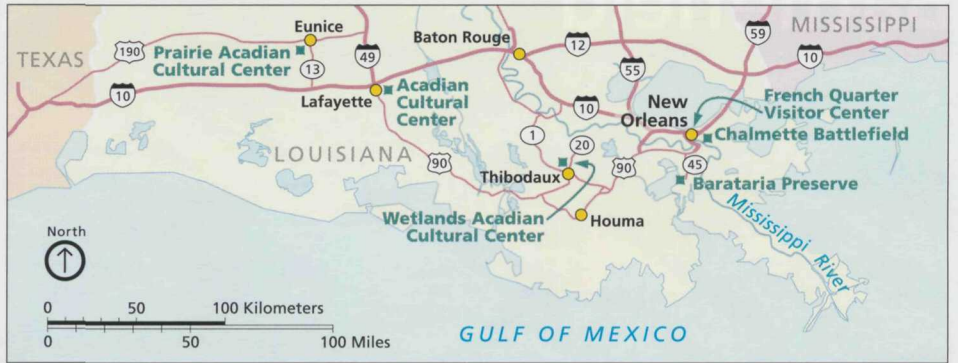 MISSISSIPPI
TEXAS
190
Eunice
Prairie Acadian
Cultural Center
13
49
Baton Rouge
12
55
59
10
10
Lafayette
Acadian
Cultural
Center
10
New
Orleans
French Quarter
Visitor Center
Chalmette Battlefield
LOUISIANA
90
1
20
90
45
Thibodaux
Barataria Preserve
Wetlands Acadian
Cultural Center
Houma
Mississippi River
North
0 50 100 Kilometers
0 50 100 Miles
GULF OF MEXICO